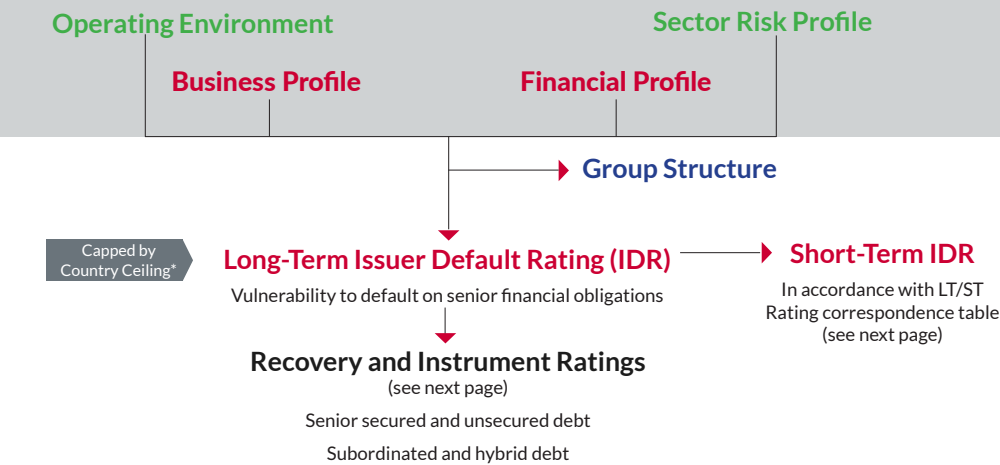 Operating Environment
Sector Risk Profile
Business Profile
Financial Profile
Group Structure
Capped by
Country Ceiling*
Long-Term Issuer Default Rating (IDR)
Vulnerability to default on senior financial obligations
Short-Term IDR
In accordance with LT/ST
Rating correspondence table
(see next page)
Recovery and Instrument Ratings
(see next page)
Senior secured and unsecured debt
Subordinated and hybrid debt